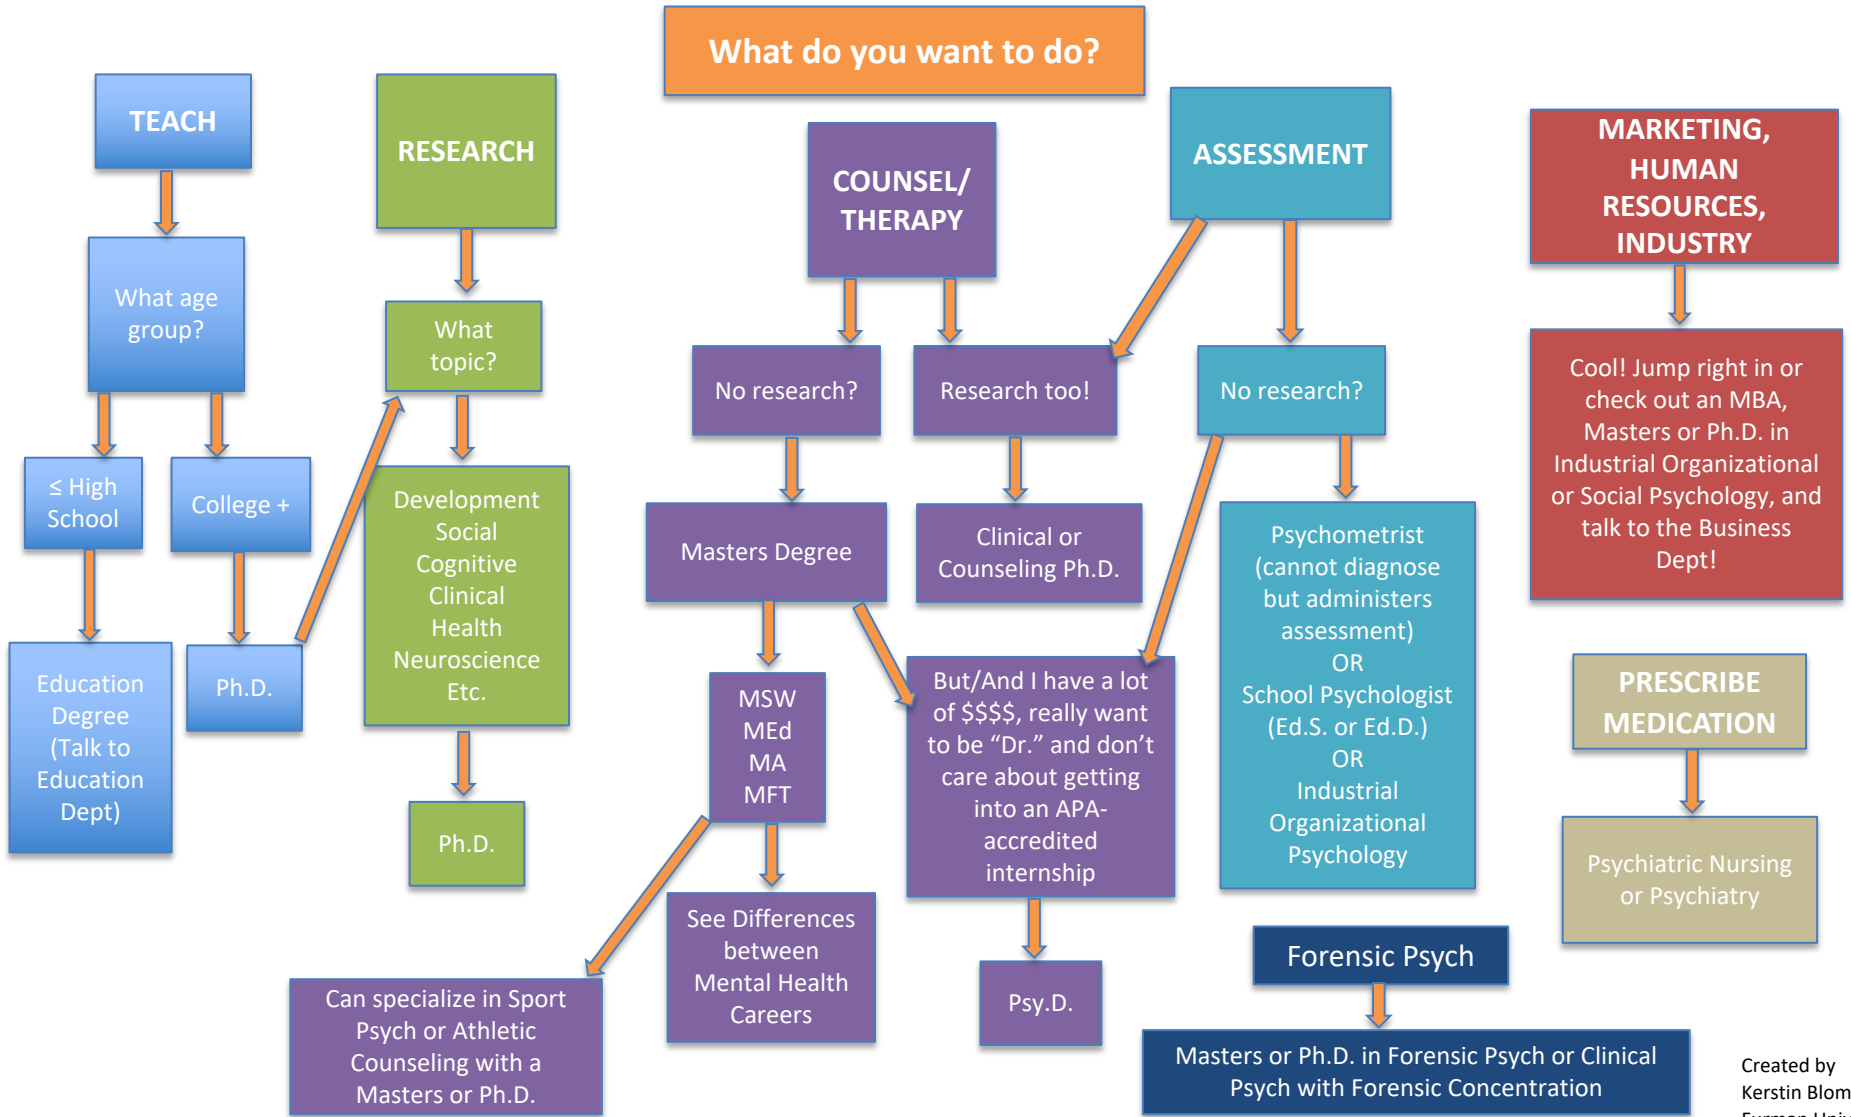 What do you want to do?
TEACH
What age
group?
≤ High
School
College +
Education
Degree
(Talk to
Education
Dept)
Ph.D.
RESEARCH
What
topic?
Development
Social
Cognitive
Clinical
Health
Neuroscience
Etc.
Ph.D.
COUNSEL/
THERAPY
No research?
Research too!
Masters Degree
Clinical or
Counseling Ph.D.
MSW
MEd
MA
MFT
But/And I have a lot
of $$$$, really want
to be “Dr.” and don’t
care about getting
into an APA-
accredited
internship
See Differences
between
Mental Health
Careers
Can specialize in Sport
Psych or Athletic
Counseling with a
Masters or Ph.D.
Psy.D.
ASSESSMENT
No research?
Psychometrist
(cannot diagnose
but administers
assessment)
OR
School Psychologist
(Ed.S. or Ed.D.)
OR
Industrial
Organizational
Psychology
MARKETING,
HUMAN
RESOURCES,
INDUSTRY
Cool! Jump right in or
check out an MBA,
Masters or Ph.D. in
Industrial Organizational
or Social Psychology, and
talk to the Business
Dept!
PRESCRIBE
MEDICATION
Psychiatric Nursing
or Psychiatry
Forensic Psych
Masters or Ph.D. in Forensic Psych or Clinical
Psych with Forensic Concentration
Created by
Kerstin Blom